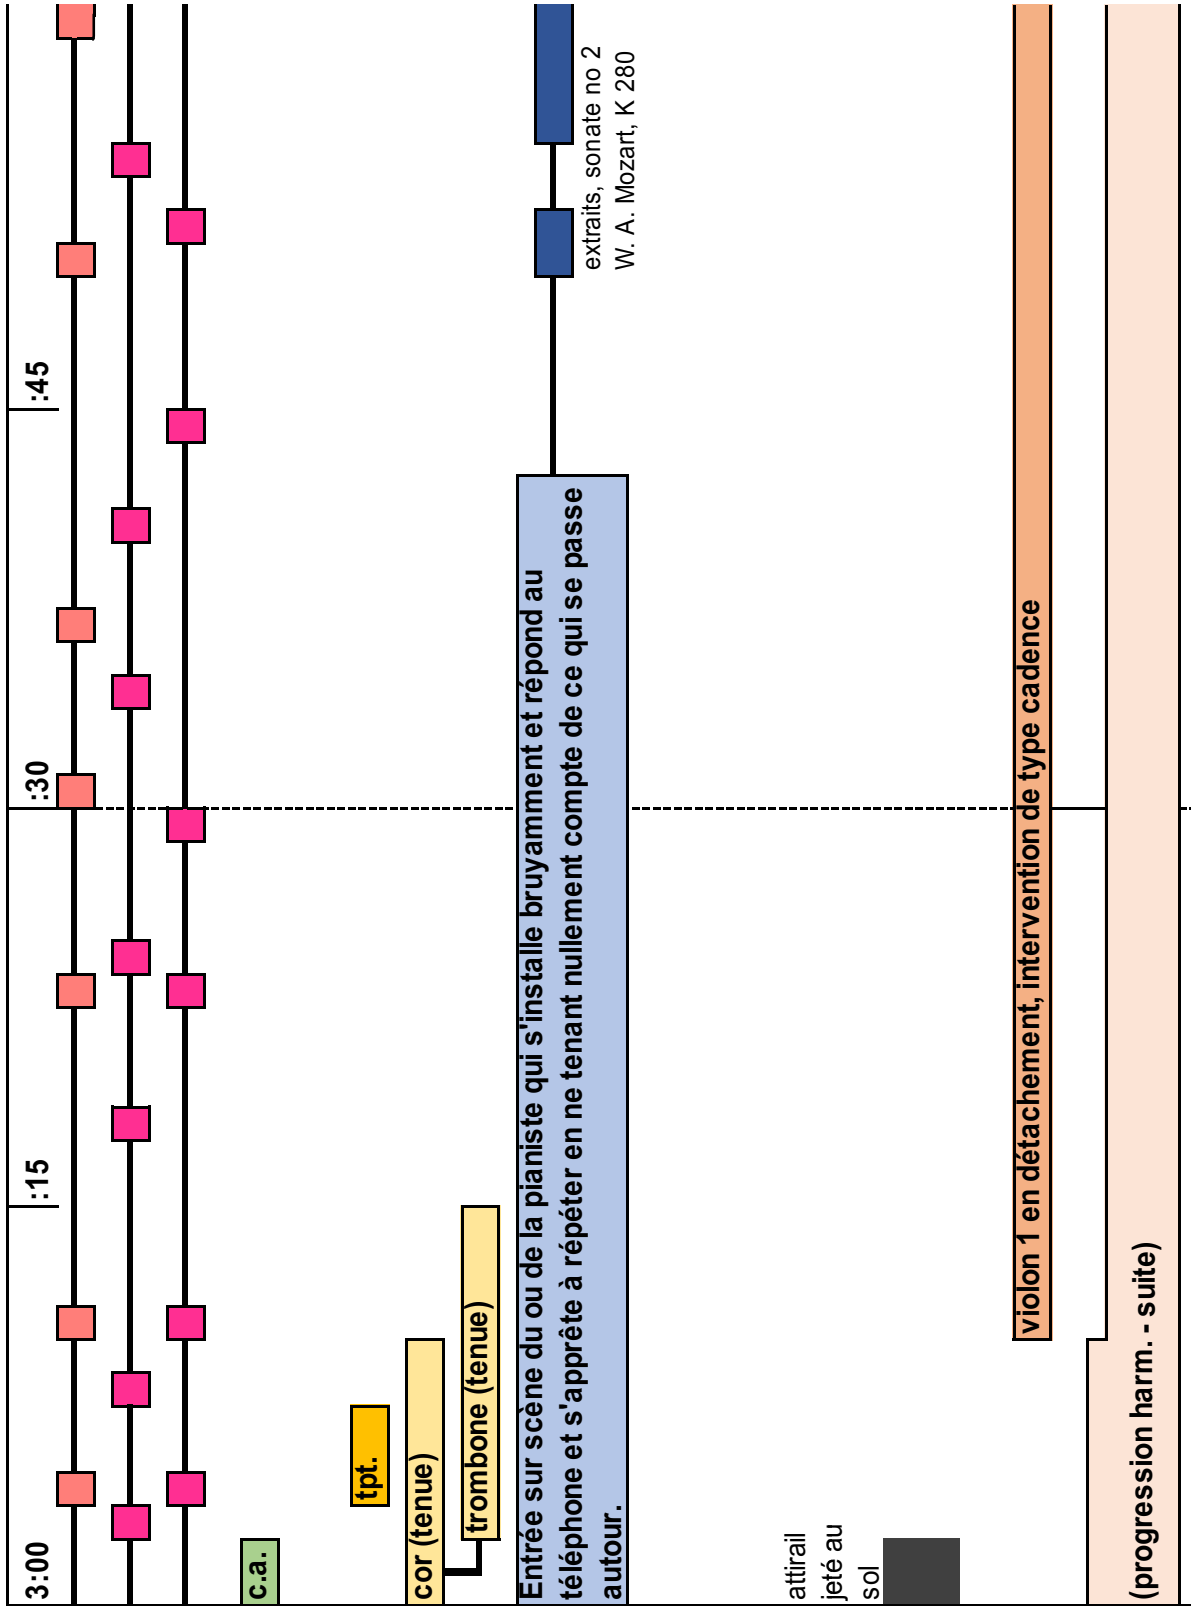 3:00
:15
:30
:45
c.a.
tpt.
cor (tenue)
trombone (tenue)
Entrée sur scène du ou de la pianiste qui s'installe bruyamment et répond au
téléphone et s'apprête à répéter en ne tenant nullement compte de ce qui se passe
autour.
extraits, sonate no 2
W. A. Mozart, K 280
attirail
jeté au
sol
violon 1 en détachement, intervention de type cadence
(progression harm. - suite)